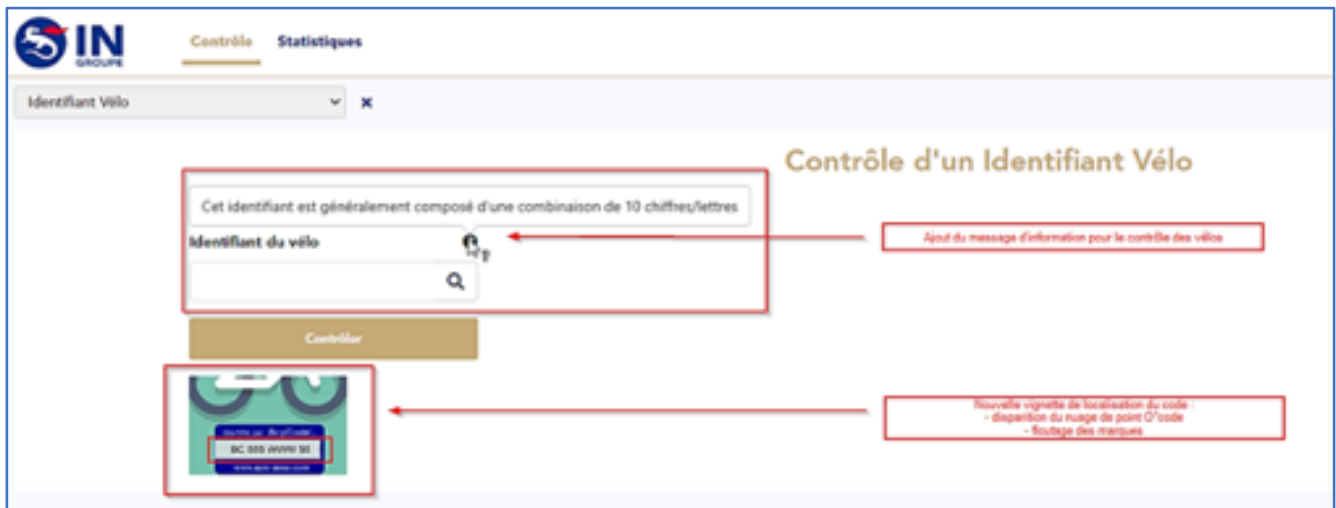 IN
GROUPE
Contrôle Statistiques
Identifiant Vélo
Contrôle d'un Identifiant Vélo
Cet identifiant est généralement composé d'une combinaison de 10 chiffres/lettres
Identifiant du vélo
Ajout du message d'information pour le contrôle des vélos
Contrôler
Nouvelle vignette de localisation du code :
- disparition du nuage de point O°code
- floutage des marques
BC 555 WWW 55